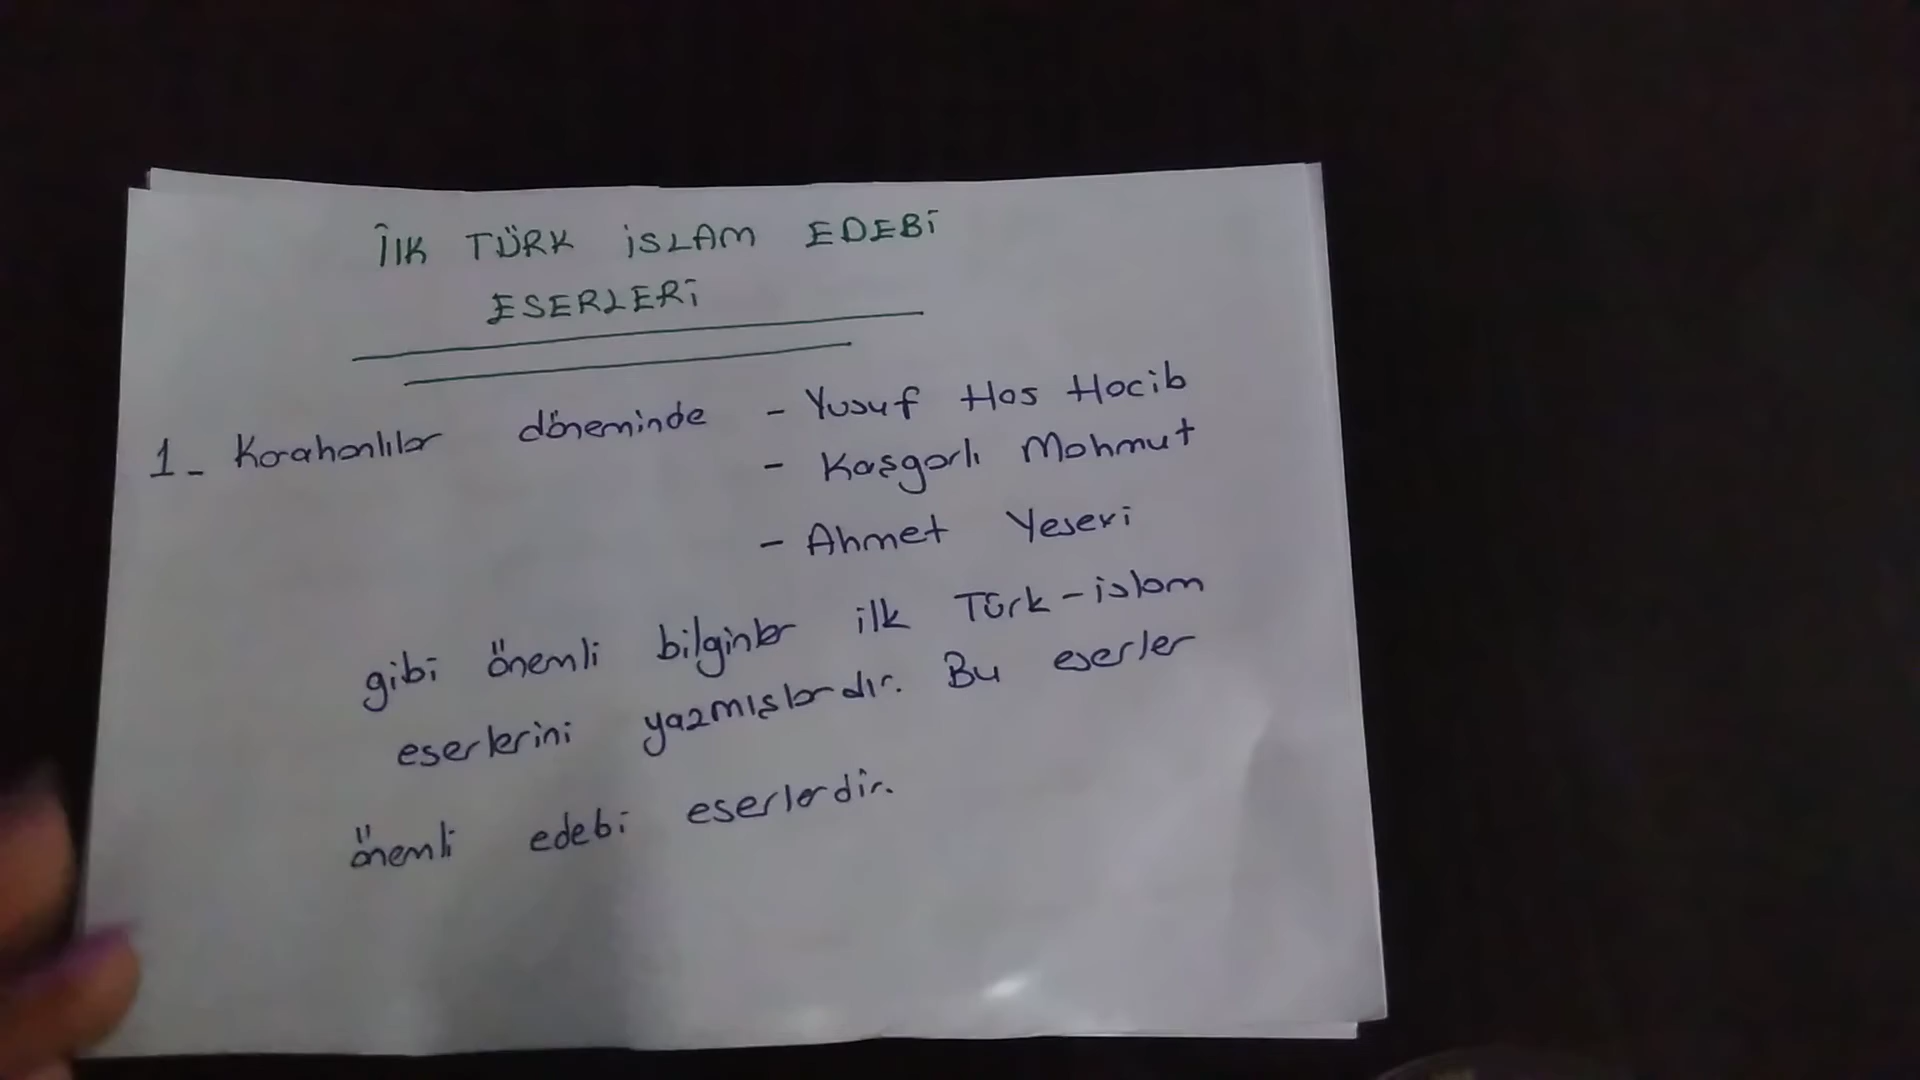 İLK TÜRK İSLAM EDEBİ
ESERLERİ
1- Karahanlılar döneminde - Yusuf Has Hacib
- Kaşgarlı Mahmut
- Ahmet Yesevi
gibi önemli bilginler ilk Türk-islam
eserlerini yazmışlardır. Bu eserler
önemli edebi eserlerdir.